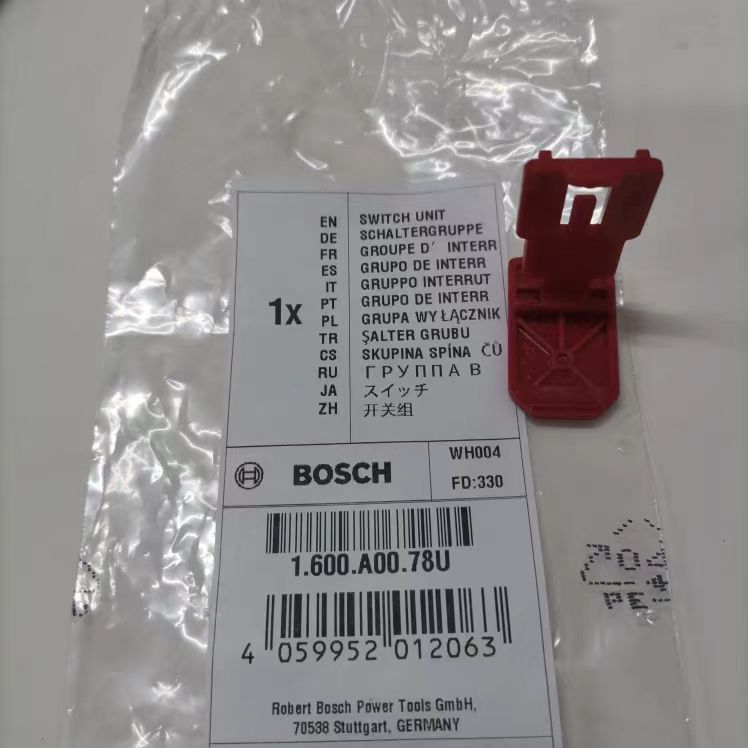 1x
EN SWITCH UNIT
DE SCHALTERGRUPPE
FR GROUPE D' INTERR
ES GRUPO DE INTERR
IT GRUPPO INTERRUT
PT GRUPO DE INTERR
PL GRUPA WYŁĄCZNIK
TR ŞALTER GRUBU
CS SKUPINA SPÍNA ČŮ
RU ГРУППА В
JA スイッチ
ZH 开关组
BOSCH
WH004
FD:330
1.600.A00.78U
4 059952 012063
Robert Bosch Power Tools GmbH,
70538 Stuttgart, GERMANY
04
PE